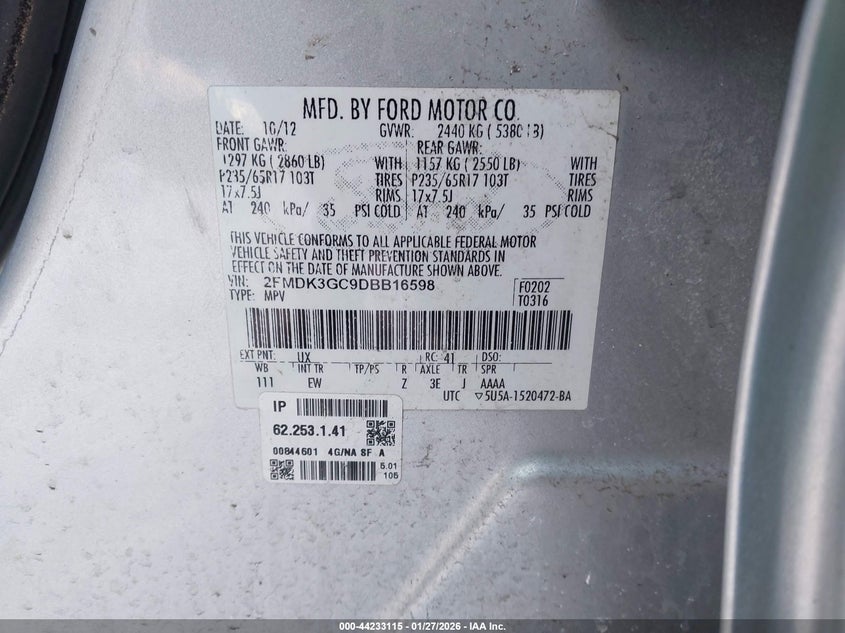 MFD. BY FORD MOTOR CO.
DATE: 10/12 GVWR: 2440 KG ( 5380 LB)
FRONT GAWR: REAR GAWR:
1297 KG ( 2860 LB) WITH 1157 KG ( 2550 LB) WITH
P235/65R17 103T TIRES P235/65R17 103T TIRES
17x7.5J RIMS 17x7.5J RIMS
AT 240 kPa/ 35 PSI COLD AT 240 kPa/ 35 PSI COLD
THIS VEHICLE CONFORMS TO ALL APPLICABLE FEDERAL MOTOR
VEHICLE SAFETY AND THEFT PREVENTION STANDARDS IN
EFFECT ON THE DATE OF MANUFACTURE SHOWN ABOVE.
VIN: 2FMDK3GC9DBB16598 F0202
TYPE: MPV T0316
EXT PNT: UX RC: 41 DSO:
WB INT TR TP/PS R AXLE TR SPR
111 EW Z 3E J AAAA
UTC ▽5U5A-1520472-BA
IP
62.253.1.41
00844601 4G/NA SF A
5.01
105
000-44233115 - 01/27/2026 - IAA Inc.